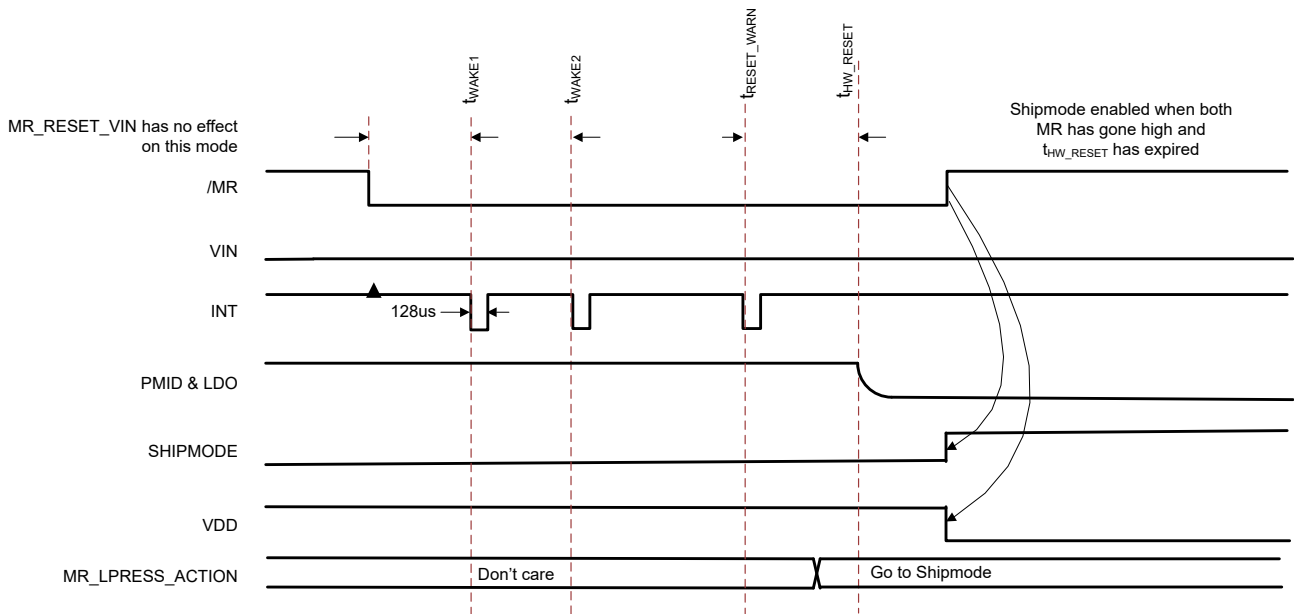 tWAKE1
tWAKE2
tRESET_WARN
tHW_RESET
MR_RESET_VIN has no effect
on this mode
Shipmode enabled when both
MR has gone high and
tHW_RESET has expired
/MR
VIN
INT
128us
PMID & LDO
SHIPMODE
VDD
MR_LPRESS_ACTION
Don't care
Go to Shipmode